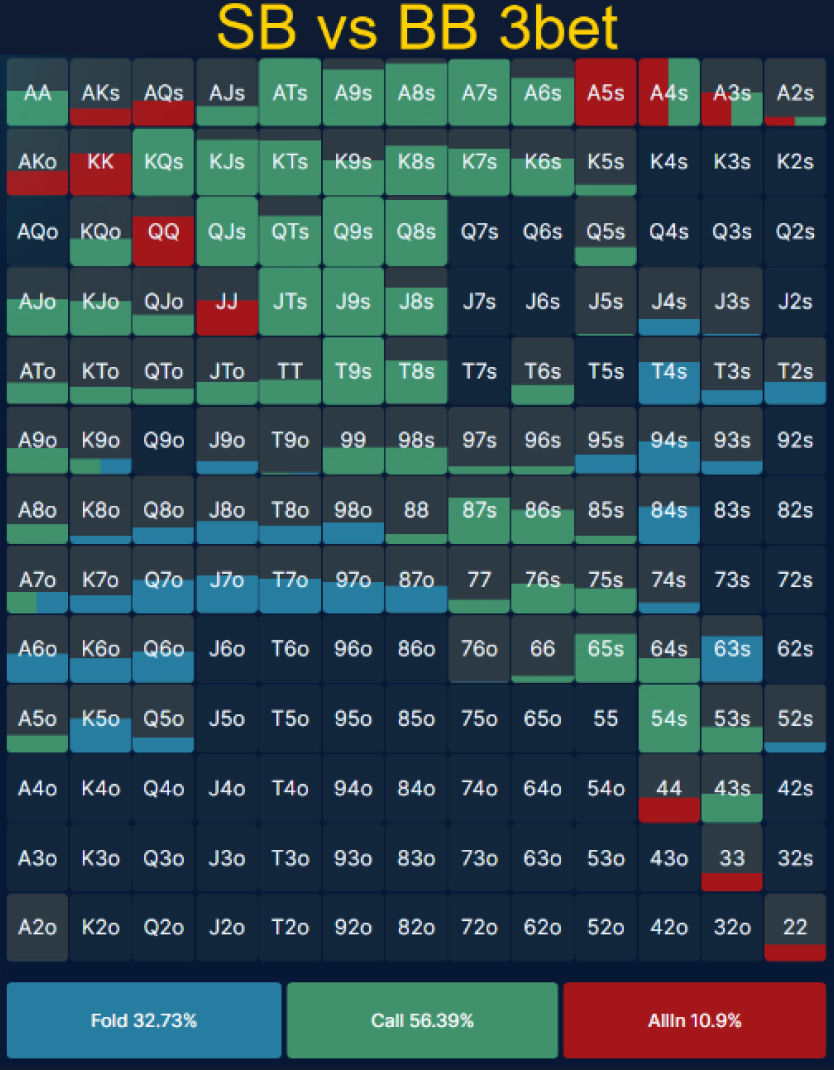 SB vs BB 3bet
AA AKs AQs AJs ATs A9s A8s A7s A6s A5s A4s A3s A2s
AKo KK KQs KJs KTs K9s K8s K7s K6s K5s K4s K3s K2s
AQo KQo QQ QJs QTs Q9s Q8s Q7s Q6s Q5s Q4s Q3s Q2s
AJo KJo QJo JJ JTs J9s J8s J7s J6s J5s J4s J3s J2s
ATo KTo QTo JTo TT T9s T8s T7s T6s T5s T4s T3s T2s
A9o K9o Q9o J9o T9o 99 98s 97s 96s 95s 94s 93s 92s
A8o K8o Q8o J8o T8o 98o 88 87s 86s 85s 84s 83s 82s
A7o K7o Q7o J7o T7o 97o 87o 77 76s 75s 74s 73s 72s
A6o K6o Q6o J6o T6o 96o 86o 76o 66 65s 64s 63s 62s
A5o K5o Q5o J5o T5o 95o 85o 75o 65o 55 54s 53s 52s
A4o K4o Q4o J4o T4o 94o 84o 74o 64o 54o 44 43s 42s
A3o K3o Q3o J3o T3o 93o 83o 73o 63o 53o 43o 33 32s
A2o K2o Q2o J2o T2o 92o 82o 72o 62o 52o 42o 32o 22
Fold 32.73% Call 56.39% AllIn 10.9%